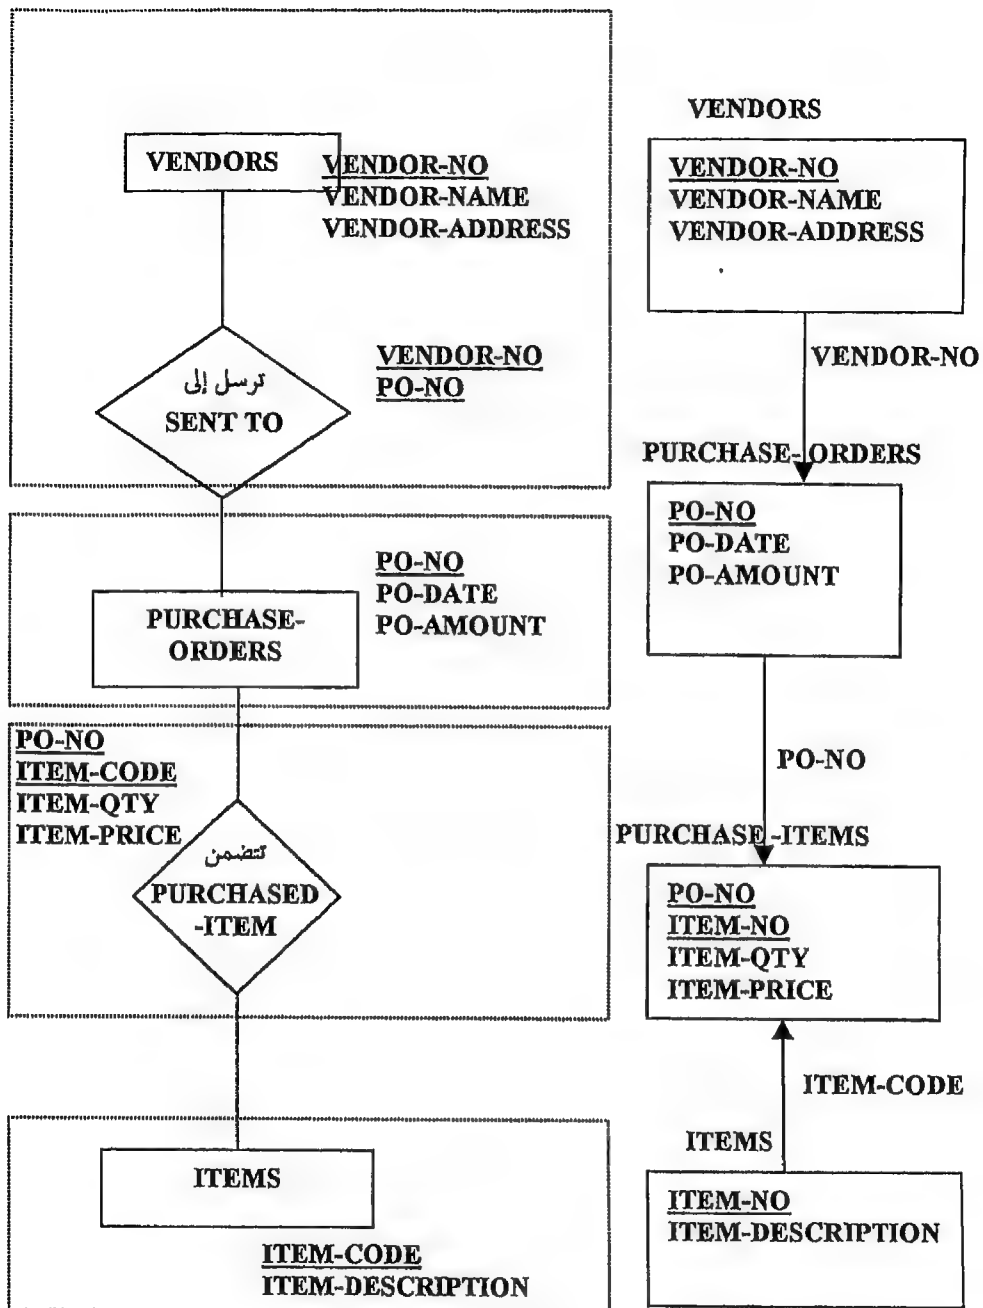 VENDORS
VENDOR-NO
VENDOR-NAME
VENDOR-ADDRESS
ترسل إلى
SENT TO
VENDOR-NO
PO-NO
PURCHASE-
ORDERS
PO-NO
PO-DATE
PO-AMOUNT
PO-NO
ITEM-CODE
ITEM-QTY
ITEM-PRICE
تتضمن
PURCHASED
-ITEM
ITEMS
ITEM-CODE
ITEM-DESCRIPTION
VENDORS
VENDOR-NO
VENDOR-NAME
VENDOR-ADDRESS
VENDOR-NO
PURCHASE-ORDERS
PO-NO
PO-DATE
PO-AMOUNT
PO-NO
PURCHASE-ITEMS
PO-NO
ITEM-NO
ITEM-QTY
ITEM-PRICE
ITEM-CODE
ITEMS
ITEM-NO
ITEM-DESCRIPTION